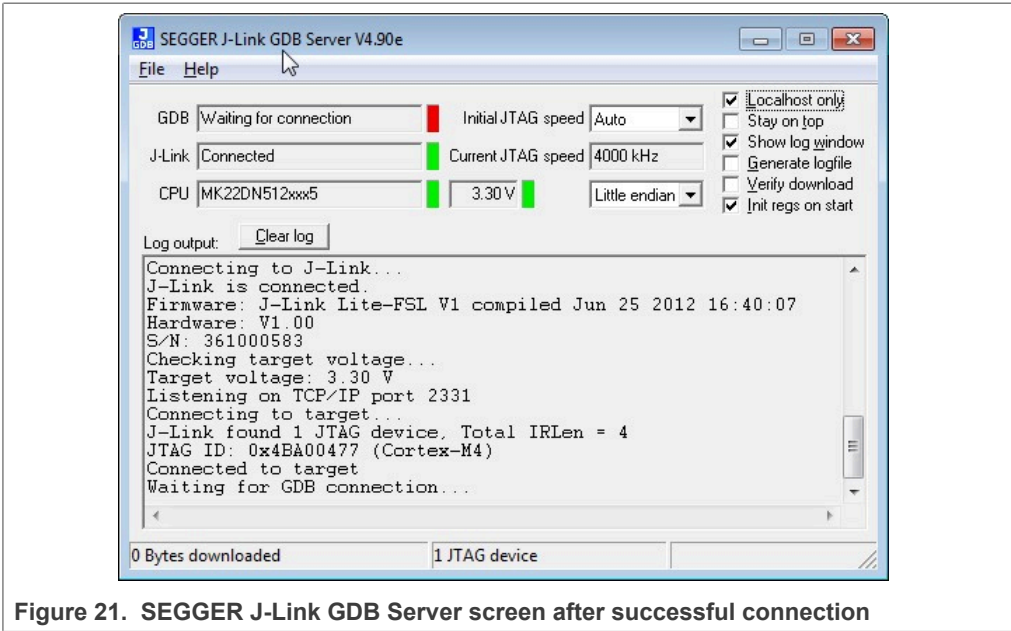 J
GDB
SEGGER J-Link GDB Server V4.90e
File Help
GDB Waiting for connection Initial JTAG speed Auto
J-Link Connected Current JTAG speed 4000 kHz
CPU MK22DN512xxx5 3.30 V Little endian
Localhost only
Stay on top
Show log window
Generate logfile
Verify download
Init regs on start
Log output: Clear log
Connecting to J-Link...
J-Link is connected.
Firmware: J-Link Lite-FSL V1 compiled Jun 25 2012 16:40:07
Hardware: V1.00
S/N: 361000583
Checking target voltage...
Target voltage: 3.30 V
Listening on TCP/IP port 2331
Connecting to target...
J-Link found 1 JTAG device, Total IRLen = 4
JTAG ID: 0x4BA00477 (Cortex-M4)
Connected to target
Waiting for GDB connection...
0 Bytes downloaded 1 JTAG device
Figure 21. SEGGER J-Link GDB Server screen after successful connection